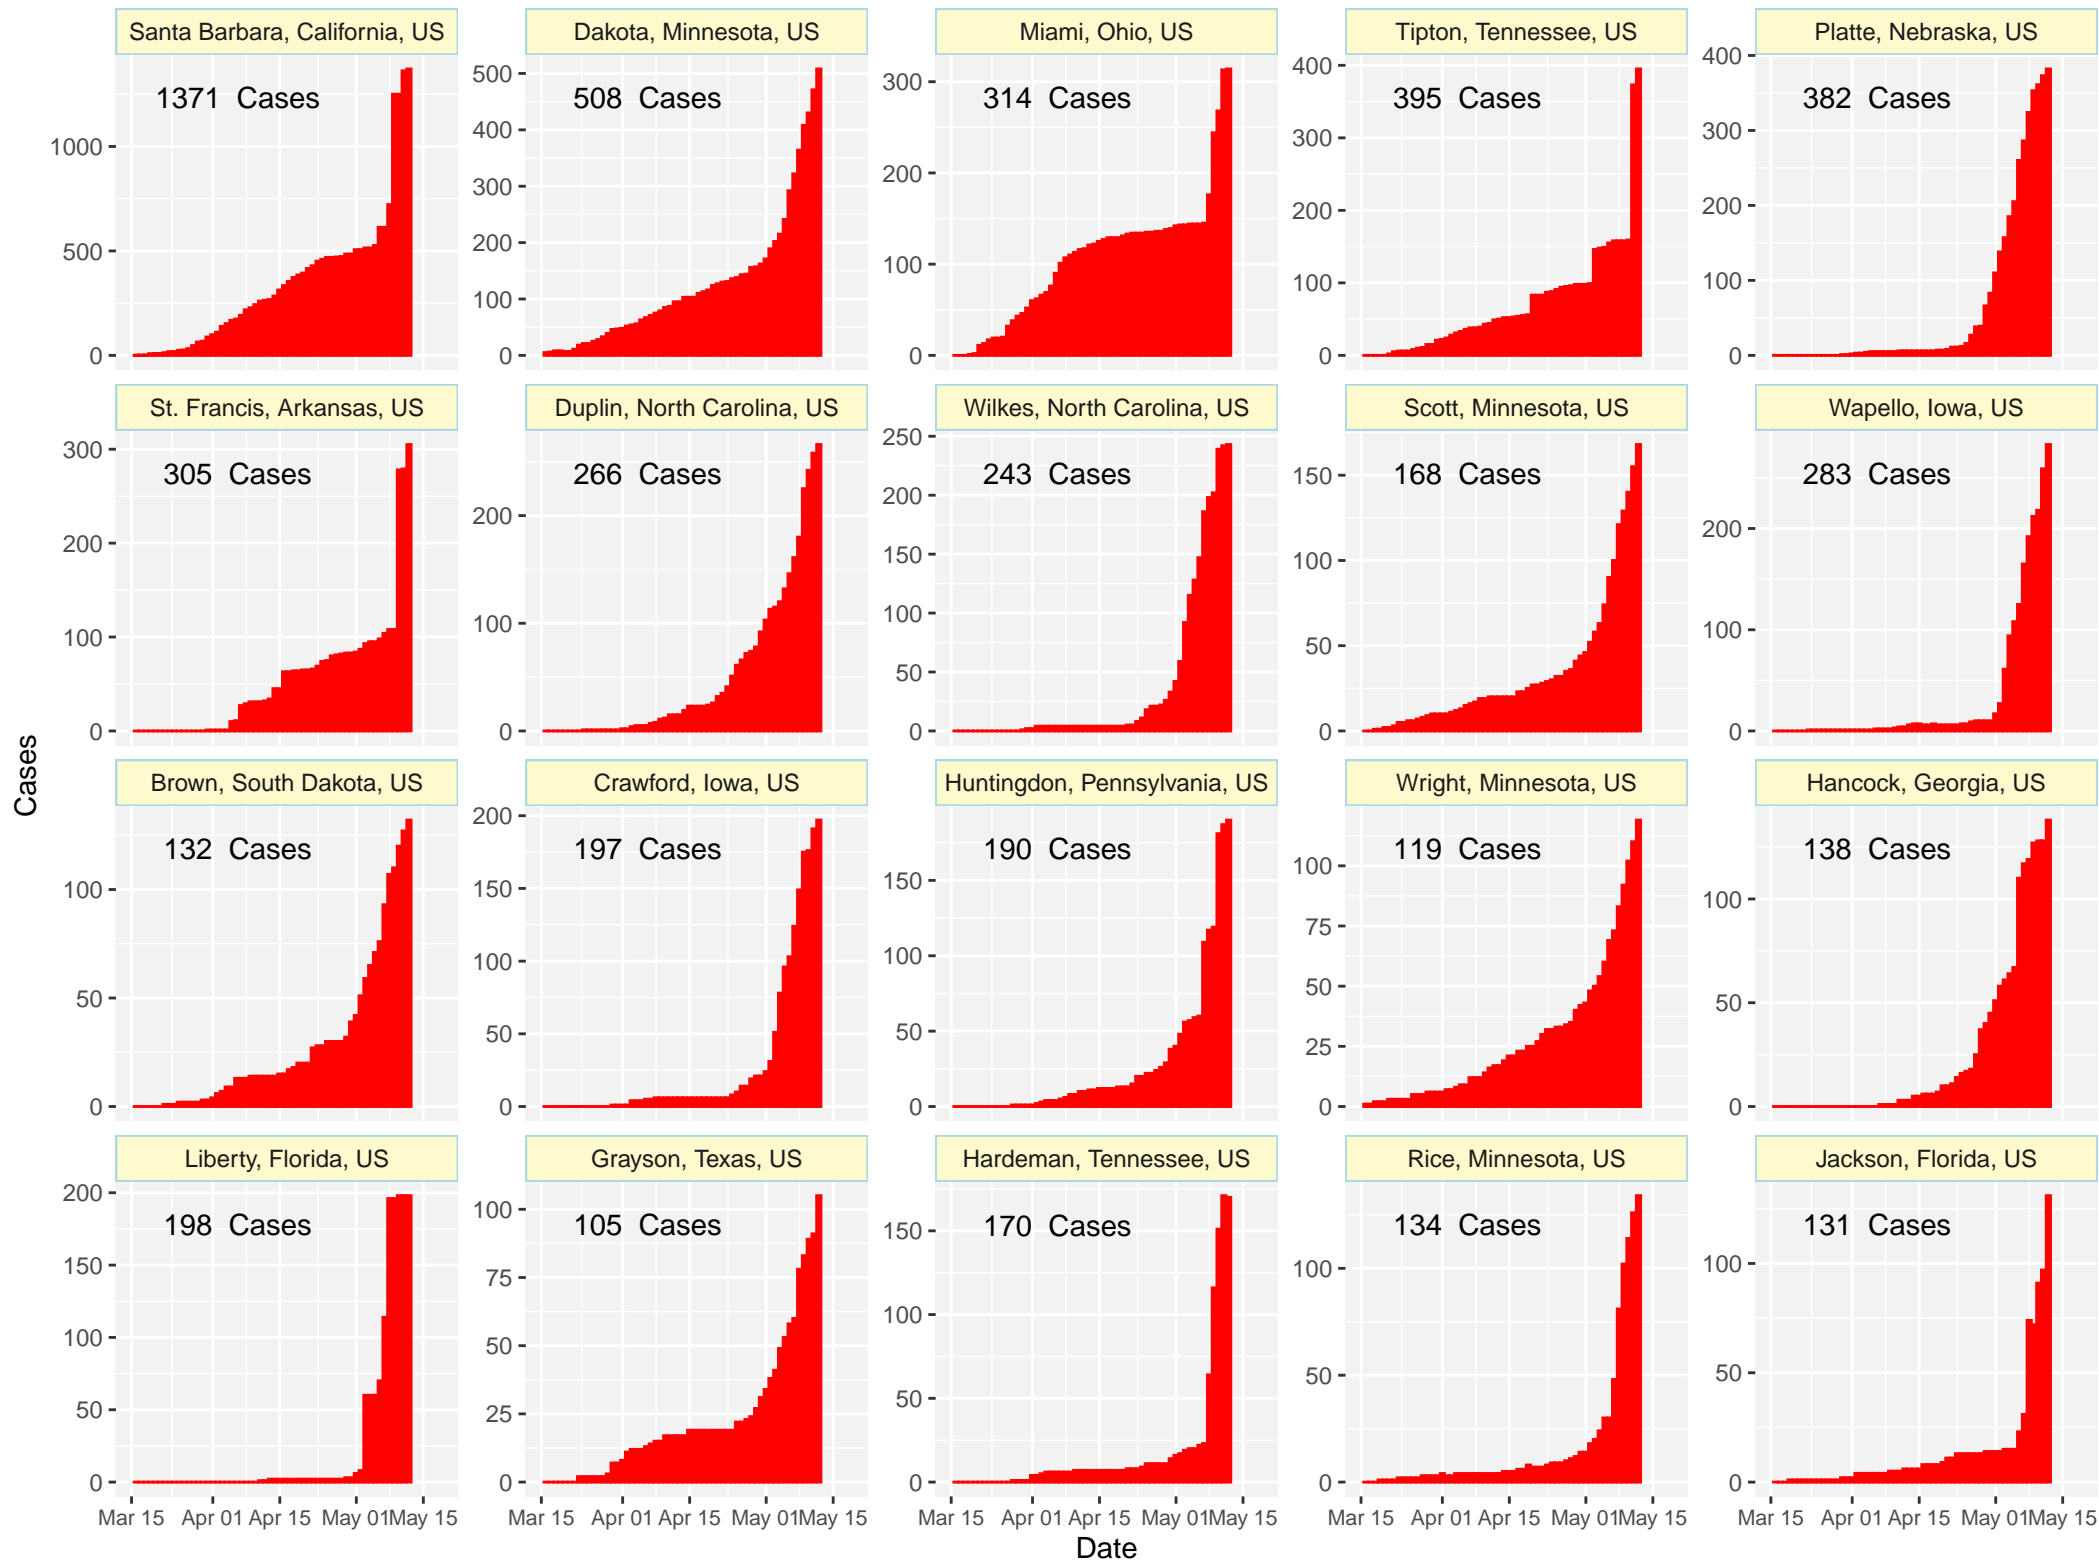 Santa Barbara, California, US
Dakota, Minnesota, US
Miami, Ohio, US
Tipton, Tennessee, US
Platte, Nebraska, US
1371 Cases
508 Cases
314 Cases
395 Cases
382 Cases
1000
500
0
500
400
300
200
100
0
300
200
100
0
400
300
200
100
0
400
300
200
100
0
St. Francis, Arkansas, US
Duplin, North Carolina, US
Wilkes, North Carolina, US
Scott, Minnesota, US
Wapello, Iowa, US
305 Cases
266 Cases
243 Cases
168 Cases
283 Cases
300
200
100
0
200
100
0
250
200
150
100
50
0
150
100
50
0
200
100
0
Cases
Brown, South Dakota, US
Crawford, Iowa, US
Huntingdon, Pennsylvania, US
Wright, Minnesota, US
Hancock, Georgia, US
132 Cases
197 Cases
190 Cases
119 Cases
138 Cases
100
50
0
200
150
100
50
0
150
100
50
0
100
75
50
25
0
100
50
0
Liberty, Florida, US
Grayson, Texas, US
Hardeman, Tennessee, US
Rice, Minnesota, US
Jackson, Florida, US
198 Cases
105 Cases
170 Cases
134 Cases
131 Cases
200
150
100
50
0
100
75
50
25
0
150
100
50
0
100
50
0
100
50
0
Mar 15 Apr 01 Apr 15 May 01 May 15
Mar 15 Apr 01 Apr 15 May 01 May 15
Mar 15 Apr 01 Apr 15 May 01 May 15
Mar 15 Apr 01 Apr 15 May 01 May 15
Mar 15 Apr 01 Apr 15 May 01 May 15
Date